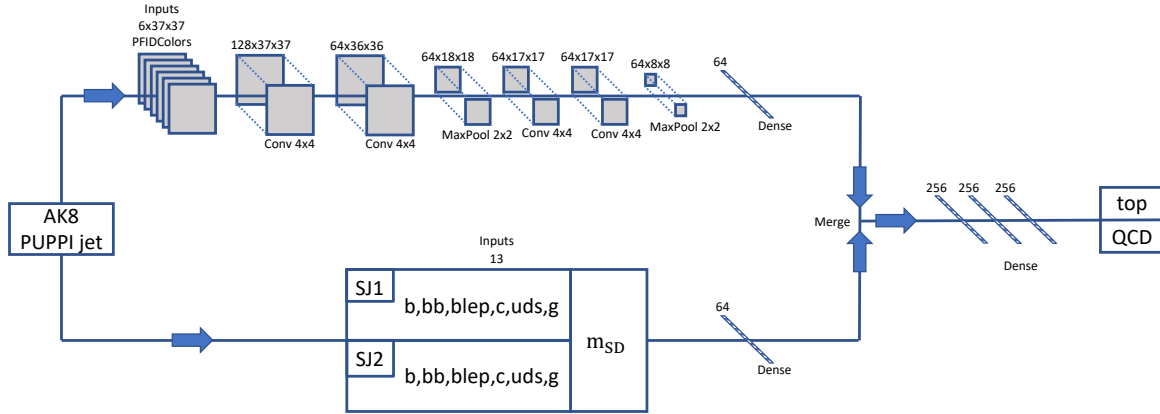 Inputs
6x37x37
PFIDColors
128x37x37
64x36x36
64x18x18
64x17x17
64x17x17
64x8x8
64
Conv 4x4
Conv 4x4
MaxPool 2x2
Conv 4x4
Conv 4x4
MaxPool 2x2
Dense
AK8
PUPPI jet
Merge
256
256
256
Dense
top
QCD
Inputs
13
SJ1
b,bb,blep,c,uds,g
SJ2
b,bb,blep,c,uds,g
mSD
64
Dense